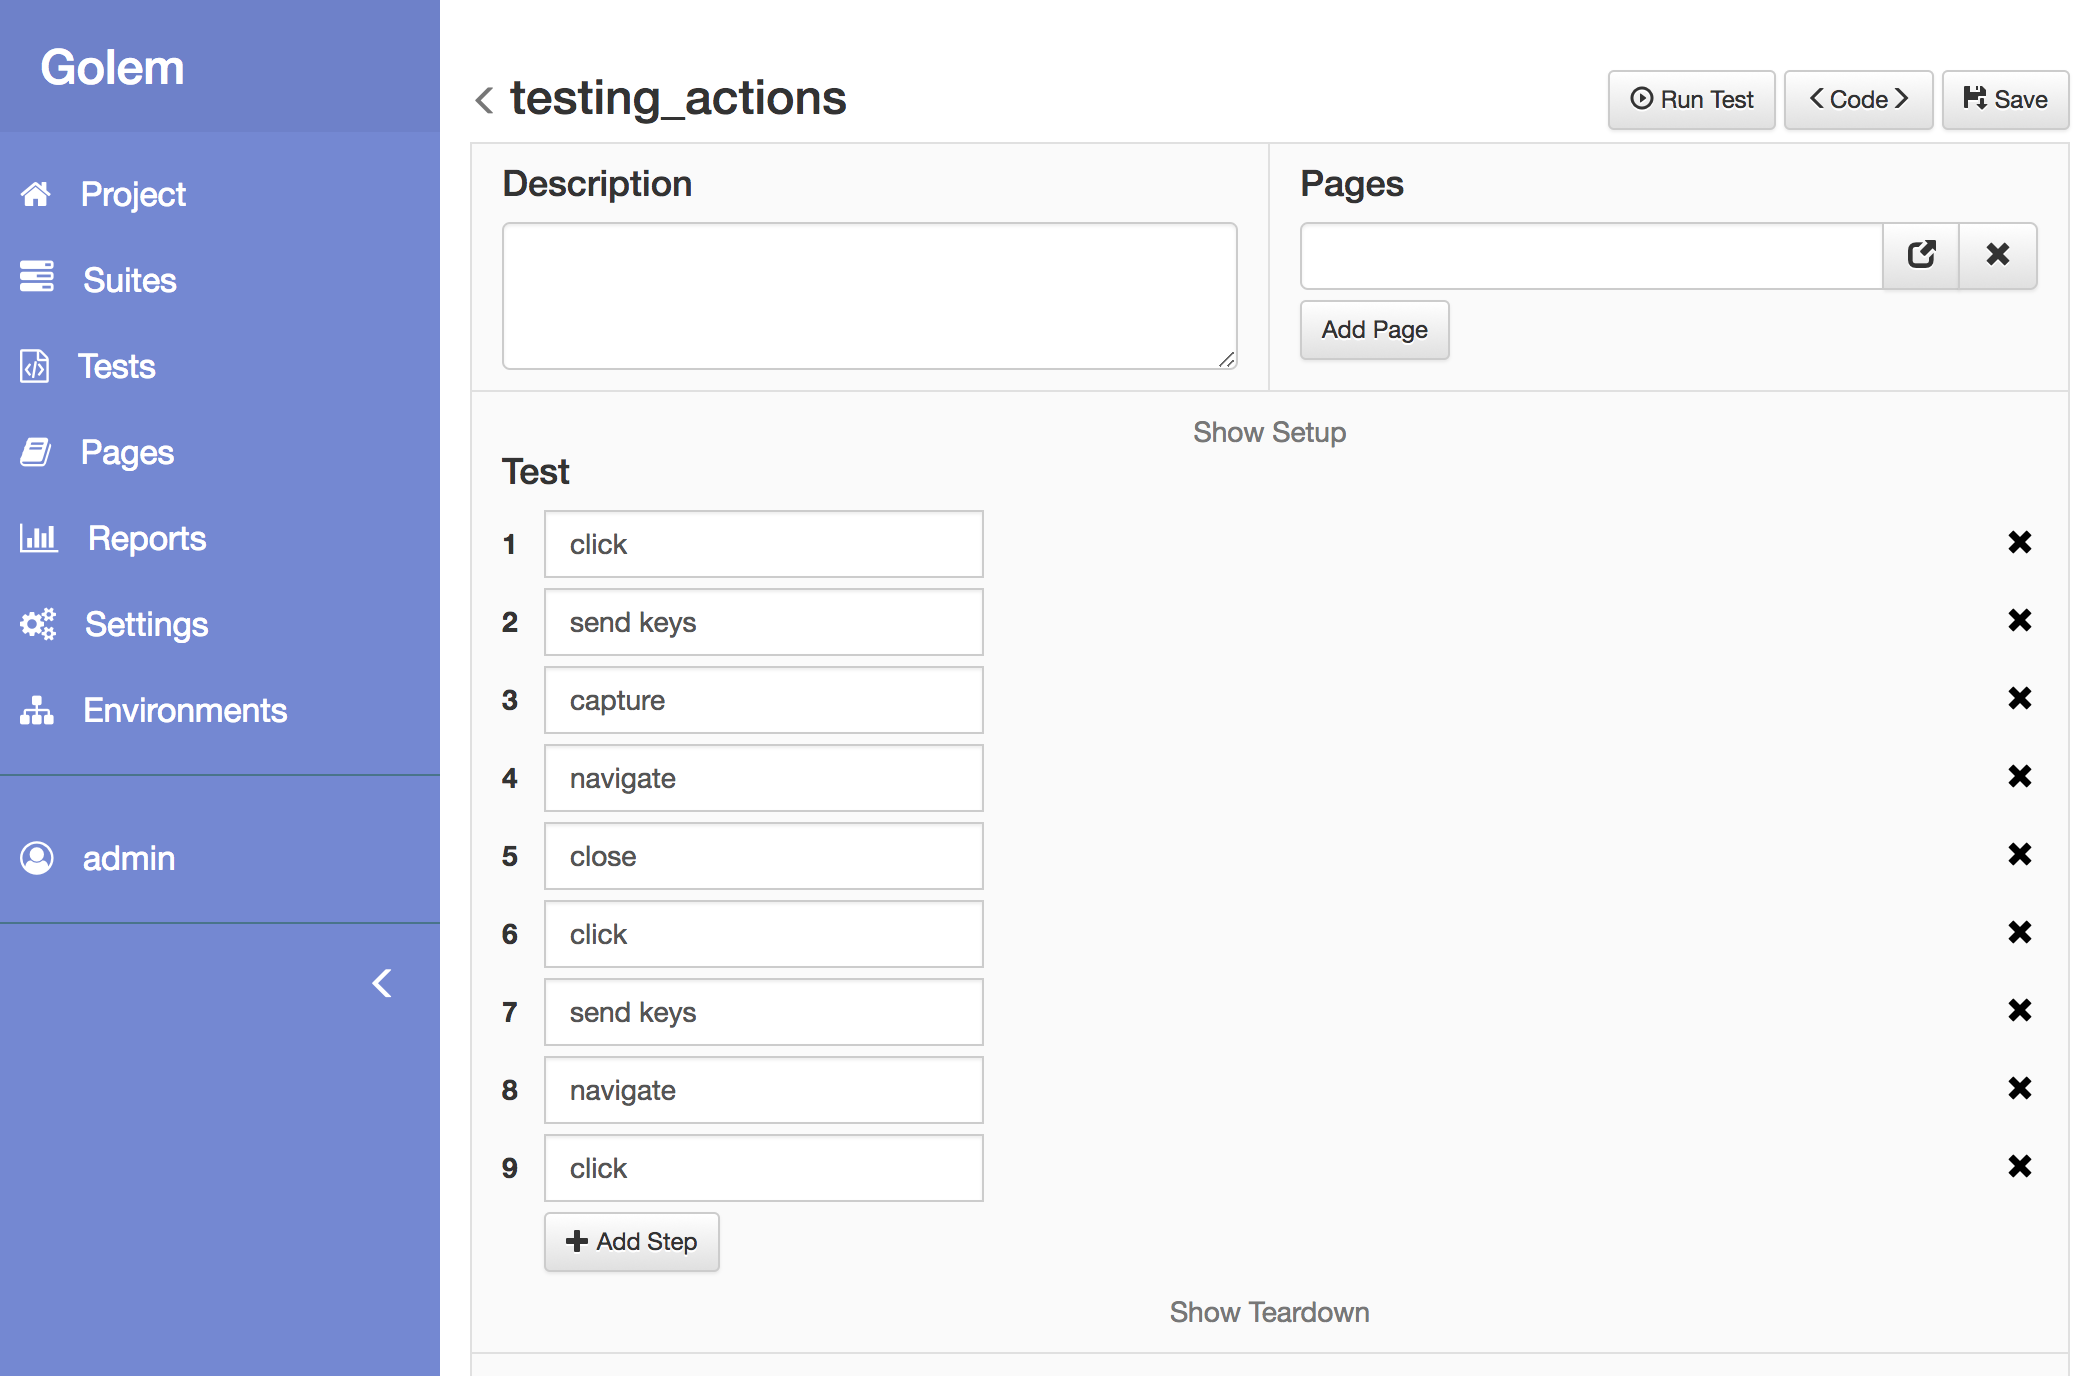 Golem
Project
Suites
Tests
Pages
Reports
Settings
Environments
admin
testing_actions
Run Test
Code
Save
Description
Pages
Add Page
Show Setup
Test
1 click
2 send keys
3 capture
4 navigate
5 close
6 click
7 send keys
8 navigate
9 click
Add Step
Show Teardown